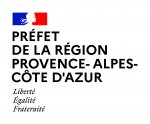 PRÉFET
DE LA RÉGION
PROVENCE- ALPES-
CÔTE D'AZUR
Liberté
Égalité
Fraternité